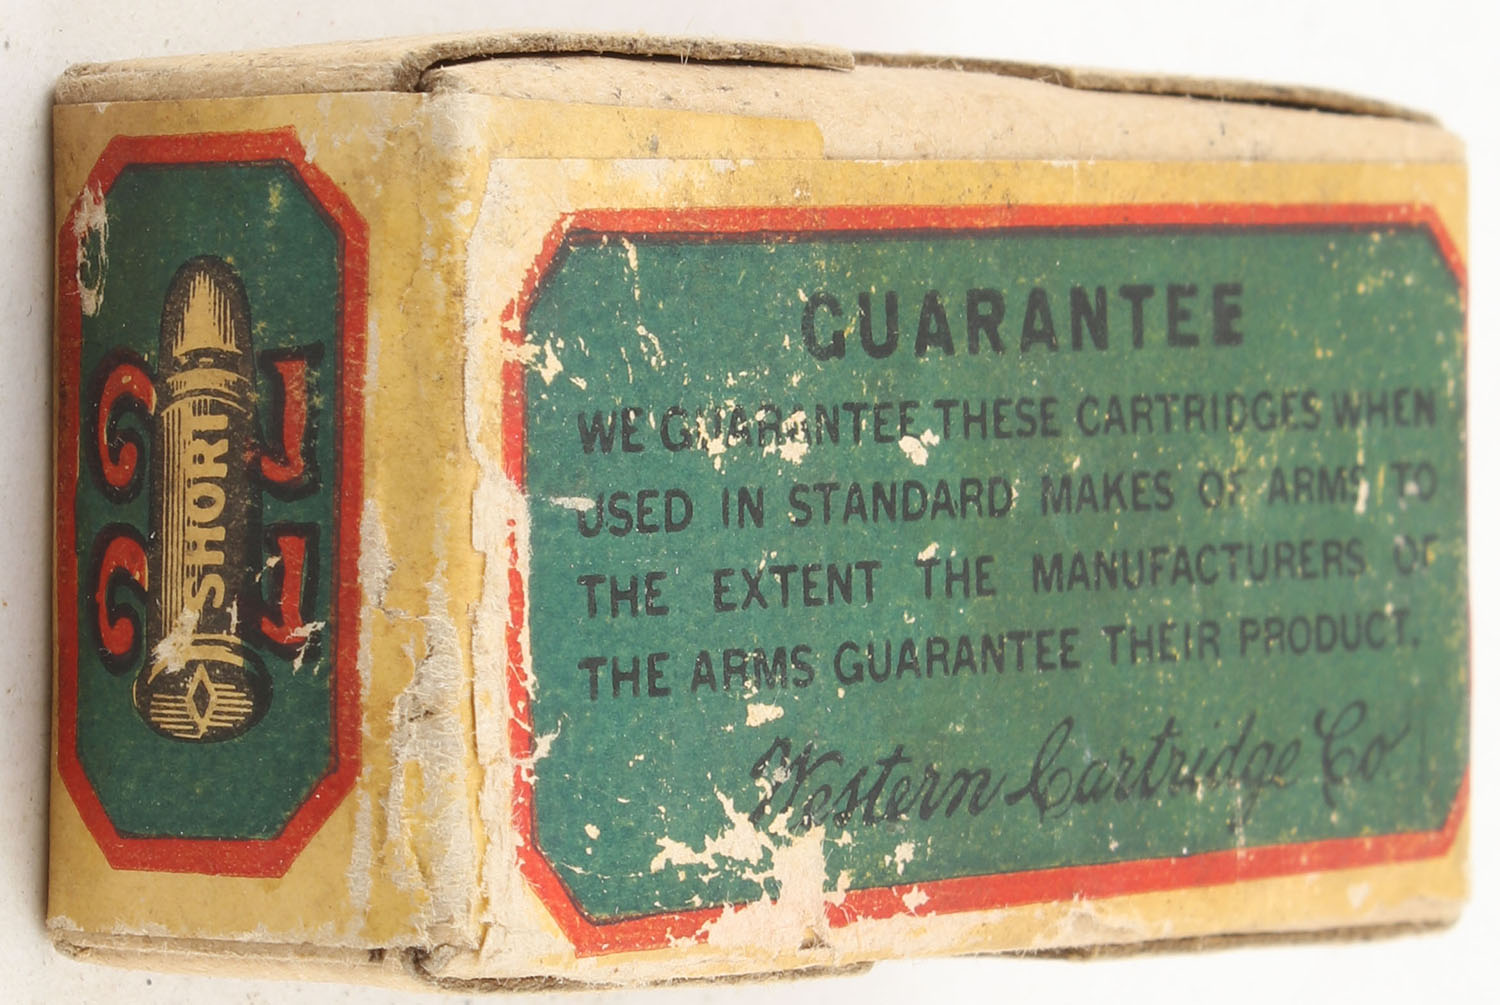 22
SHORT
GUARANTEE
WE GUARANTEE THESE CARTRIDGES WHEN
USED IN STANDARD MAKES OF ARMS TO
THE EXTENT THE MANUFACTURERS OF
THE ARMS GUARANTEE THEIR PRODUCT.
Western Cartridge Co